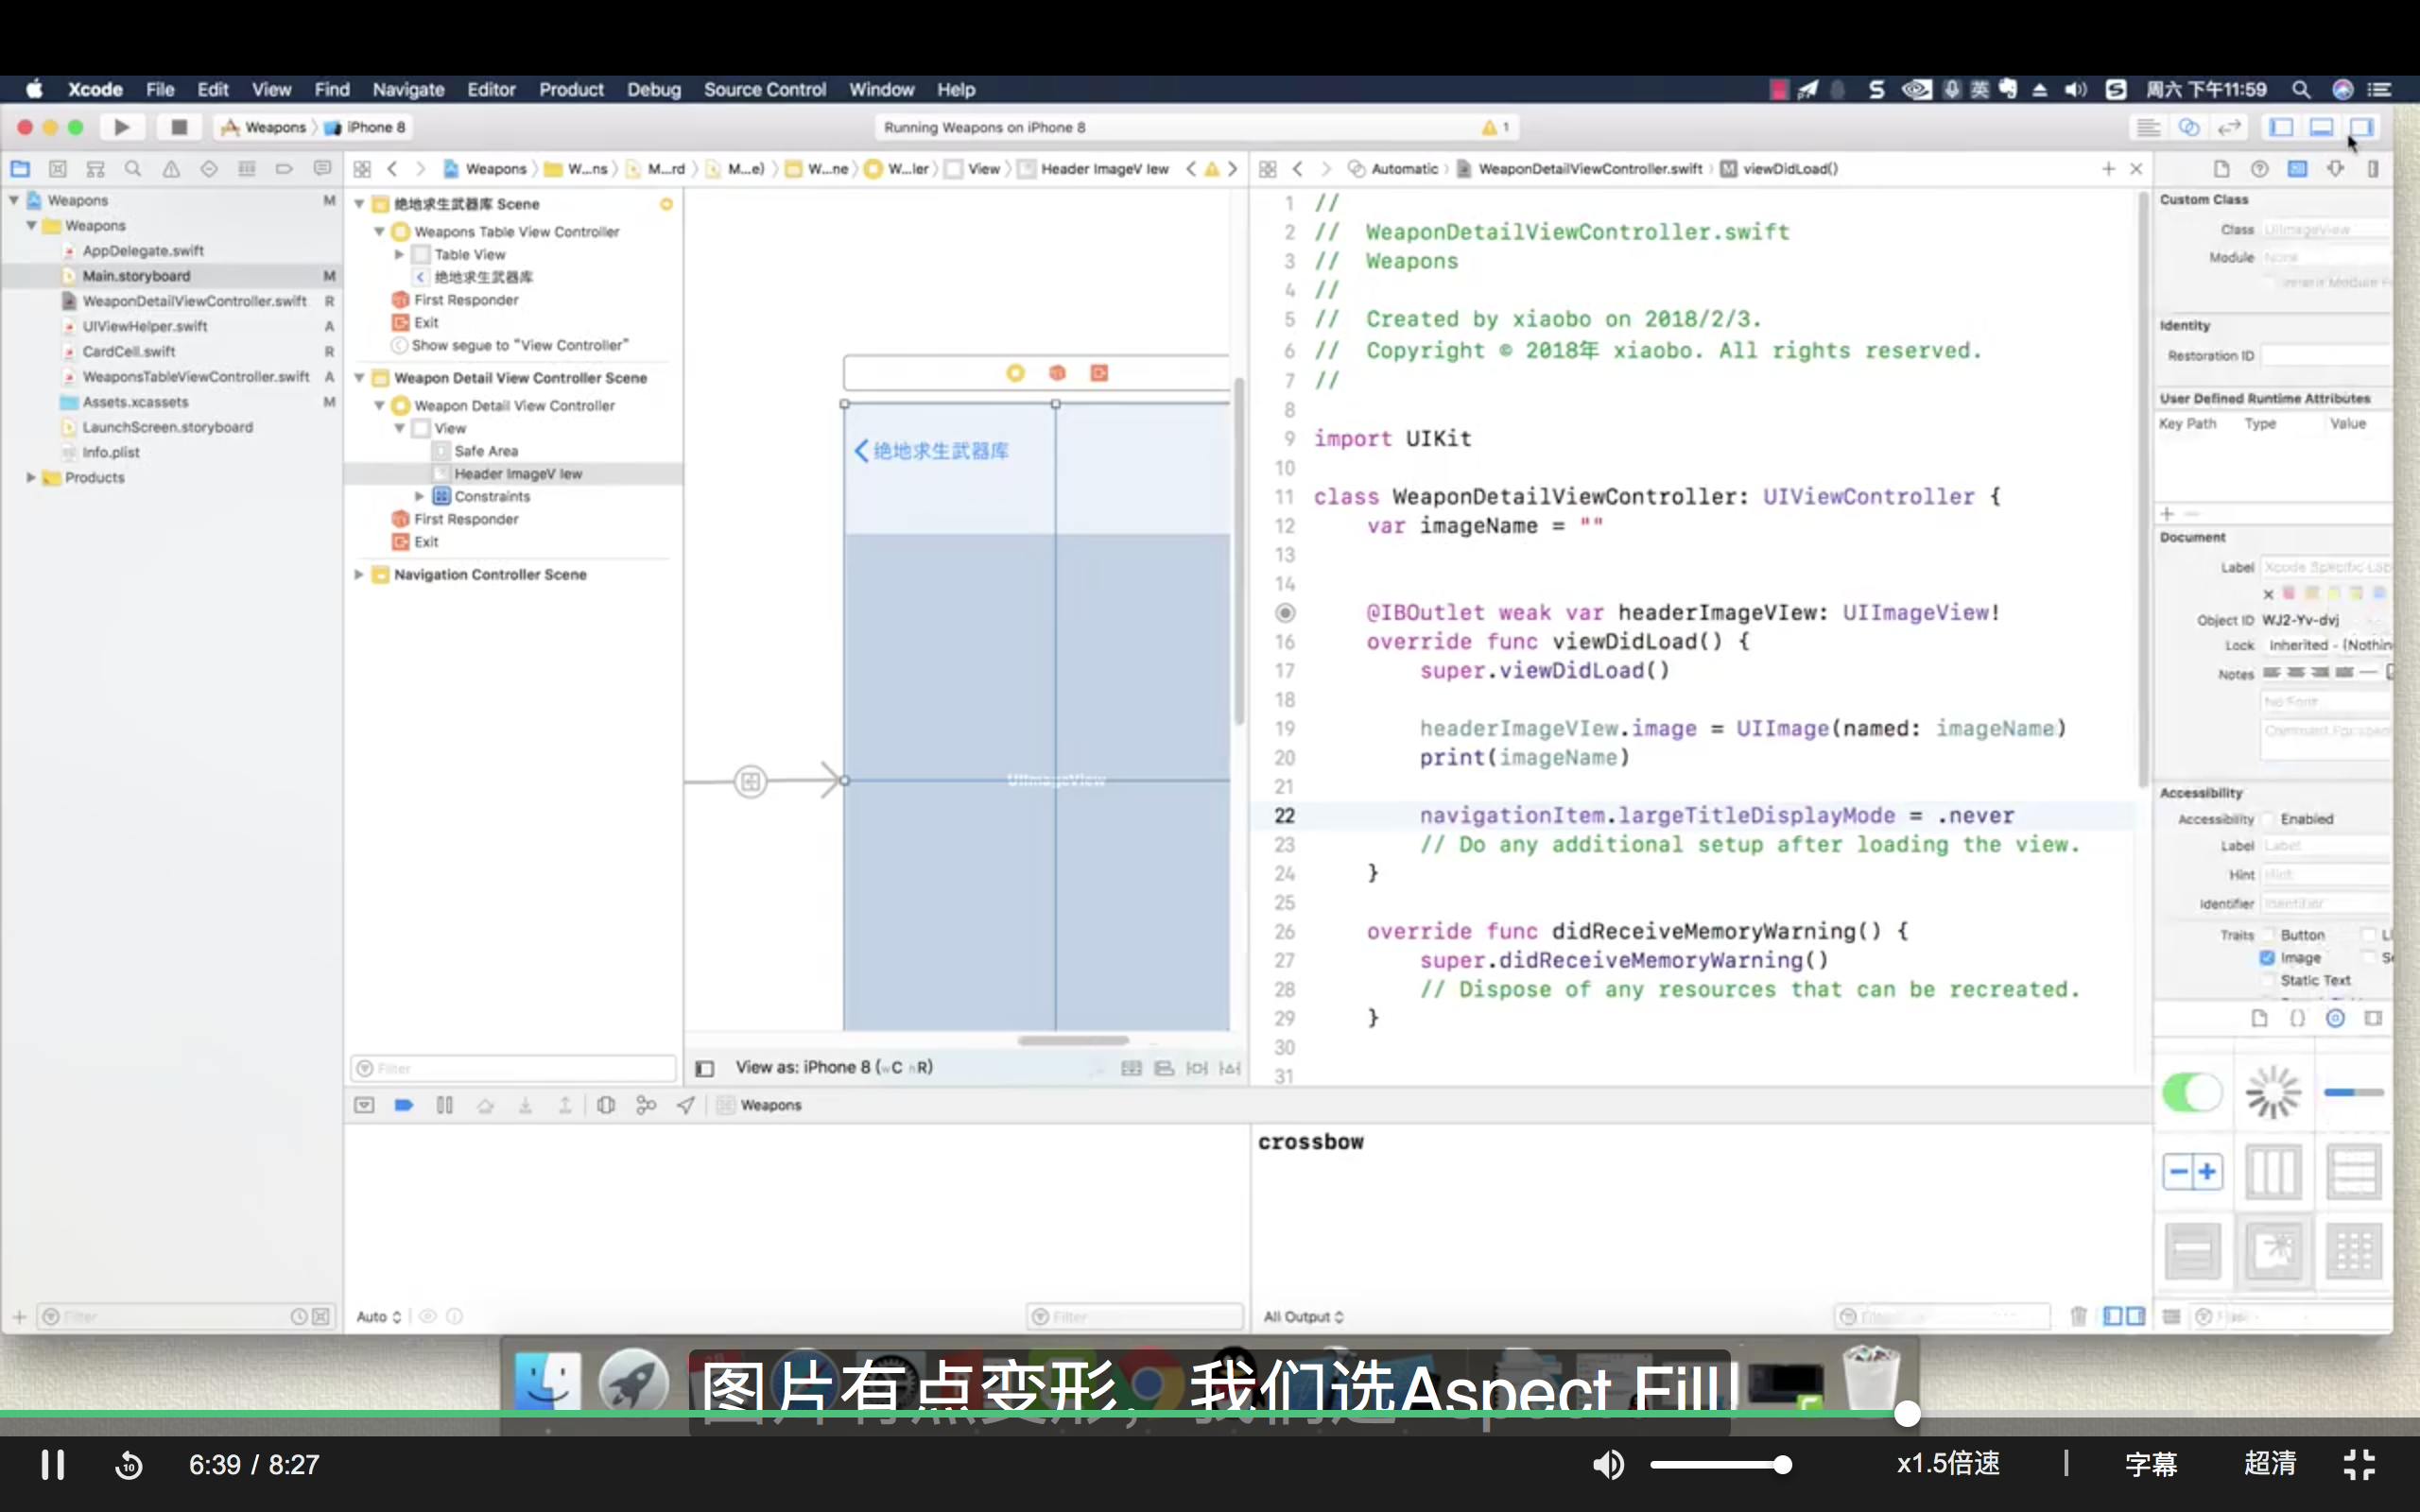 Xcode File Edit View Find Navigate Editor Product Debug Source Control Window Help
英 周六 下午11:59
Weapons iPhone 8
Running Weapons on iPhone 8
1
Weapons W...ns M...rd M...e) W...ne W...ler View Header ImageV Iew
Automatic WeaponDetailViewController.swift viewDidLoad()
Weapons M
Weapons
AppDelegate.swift
Main.storyboard M
WeaponDetailViewController.swift R
UIViewHelper.swift A
CardCell.swift R
WeaponsTableViewController.swift A
Assets.xcassets M
LaunchScreen.storyboard
Info.plist
Products
Filter
绝地求生武器库 Scene
Weapons Table View Controller
Table View
绝地求生武器库
First Responder
Exit
Show segue to "View Controller"
Weapon Detail View Controller Scene
Weapon Detail View Controller
View
Safe Area
Header ImageV Iew
Constraints
First Responder
Exit
Navigation Controller Scene
Filter
绝地求生武器库
UIImageView
View as: iPhone 8 (wC hR)
1 //
2 // WeaponDetailViewController.swift
3 // Weapons
4 //
5 // Created by xiaobo on 2018/2/3.
6 // Copyright © 2018年 xiaobo. All rights reserved.
7 //
8
9 import UIKit
10
11 class WeaponDetailViewController: UIViewController {
12 var imageName = ""
13
14
@IBOutlet weak var headerImageVIew: UIImageView!
16 override func viewDidLoad() {
17 super.viewDidLoad()
18
19 headerImageVIew.image = UIImage(named: imageName)
20 print(imageName)
21
22 navigationItem.largeTitleDisplayMode = .never
23 // Do any additional setup after loading the view.
24 }
25
26 override func didReceiveMemoryWarning() {
27 super.didReceiveMemoryWarning()
28 // Dispose of any resources that can be recreated.
29 }
30
31
Custom Class
Class UIImageView
Module None
Identity
Restoration ID
User Defined Runtime Attributes
Key Path Type Value
Document
Label
Object ID WJ2-Yv-dvj
Lock Inherited - (Nothin
Notes
No Font
Accessibility
Accessibility Enabled
Label Label
Hint Hint
Identifier Identifier
Traits Button
Image
Static Text
Weapons
crossbow
Auto
Filter
All Output
图片有点变形，我们选Aspect Fill
6:39 / 8:27
x1.5倍速
字幕
超清